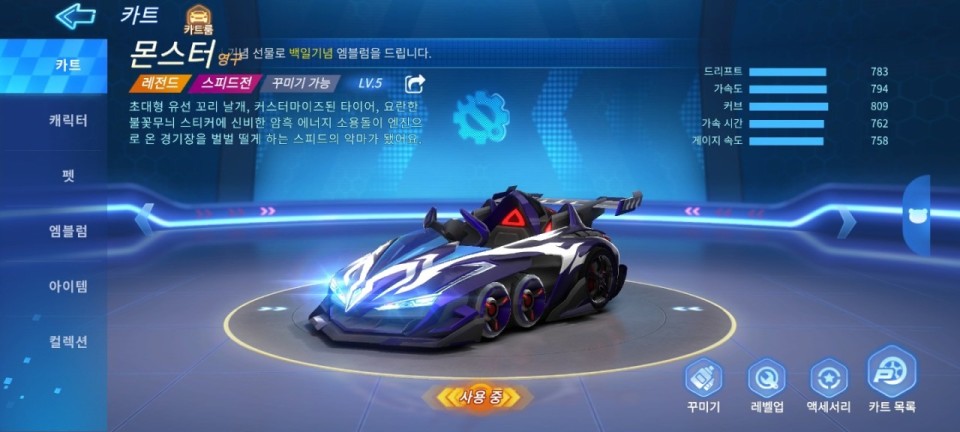 카트
카트룸
몬스터 영구
기념 선물로 백일기념 엠블럼을 드립니다.
레전드 스피드전 꾸미기 가능 LV.5
초대형 유선 꼬리 날개, 커스터마이즈된 타이어, 요란한
불꽃무늬 스티커에 신비한 암흑 에너지 소용돌이 엔진으
로 온 경기장을 벌벌 떨게 하는 스피드의 악마가 됐어요.
드리프트 783
가속도 794
커브 809
가속 시간 762
게이지 속도 758
카트
캐릭터
펫
엠블럼
아이템
컬렉션
사용 중
꾸미기
레벨업
액세서리
카트 목록